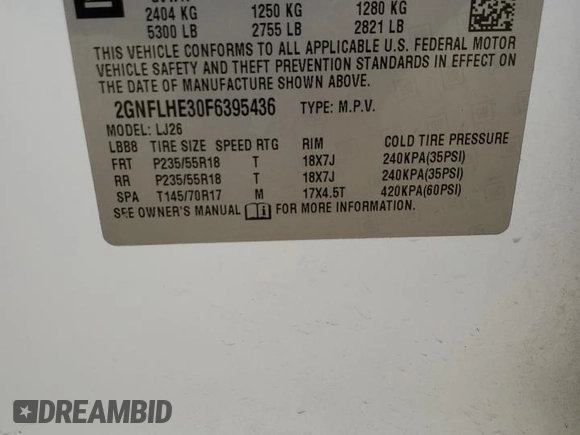 2404 KG 1250 KG 1280 KG
5300 LB 2755 LB 2821 LB
THIS VEHICLE CONFORMS TO ALL APPLICABLE U.S. FEDERAL MOTOR
VEHICLE SAFETY AND THEFT PREVENTION STANDARDS IN EFFECT ON
THE DATE OF MANUFACTURE SHOWN ABOVE.
2GNFLHE30F6395436 TYPE: M.P.V.
MODEL: LJ26
LBB8 TIRE SIZE SPEED RTG RIM COLD TIRE PRESSURE
FRT P235/55R18 T 18X7J 240KPA(35PSI)
RR P235/55R18 T 18X7J 240KPA(35PSI)
SPA T145/70R17 M 17X4.5T 420KPA(60PSI)
SEE OWNER'S MANUAL FOR MORE INFORMATION.
DREAMBID